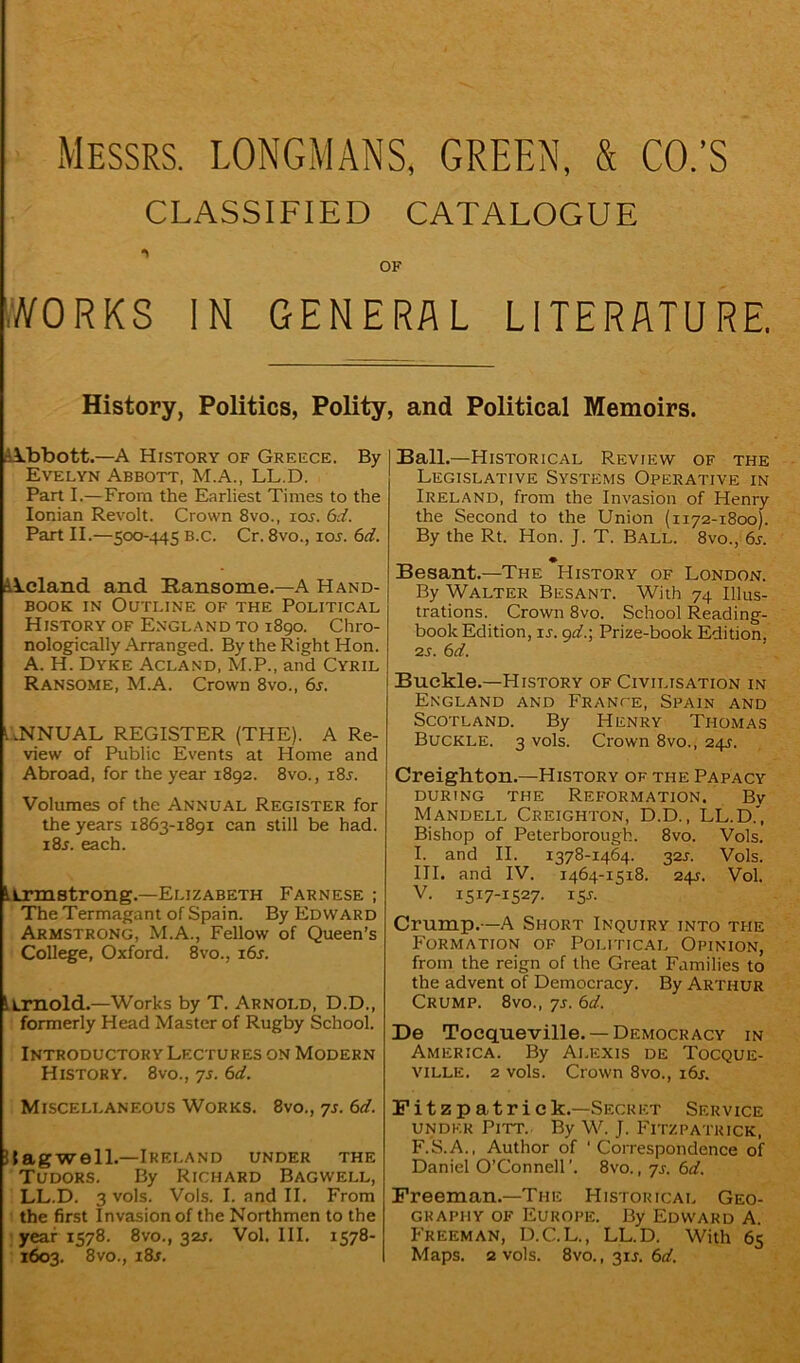 MESSRS. LONGMANS, GREEN, & CO.'S
CLASSIFIED CATALOGUE
OF
WORKS IN GENERAL LITERATURE.
History, Politics, Polity, and Political Memoirs.
Abbott.—A HISTORY OF GREECE. By
EVELYN ABBOTT, M.A., LL.D.
Part I.—From the Earliest Times to the
Ionian Revolt. Crown 8vo., 10s. 6d.
Part II.—500-445 B.C. Cr. 8vo., 10s. 6d.
Acland and Ransome.—A HAND-
BOOK IN OUTLINE OF THE POLITICAL
HISTORY OF ENGLAND TO 1890. Chro-
nologically Arranged. By the Right Hon.
A. H. DYKE ACLAND, M.P., and CYRIL
RANSOME, M.A. Crown 8vo., 6s.
ANNUAL REGISTER (THE). A Re-
view of Public Events at Home and
Abroad, for the year 1892. 8vo., 18s.
Volumes of the ANNUAL REGISTER for
the years 1863-1891 can still be had.
18s. each.
Armstrong.—ELIZABETH FARNESE ;
The Termagant of Spain. By EDWARD
ARMSTRONG, M.A., Fellow of Queen's
College, Oxford. 8vo., 16s.
Arnold.—Works by T. ARNOLD, D.D.,
formerly Head Master of Rugby School.
INTRODUCTORY LECTURES ON MODERN
HISTORY. 8vo., 7s. 6d.
MISCELLANEOUS WORKS. 8vo., 7s. 6d.
Bagwell.—IRELAND UNDER THE
TUDORS. By RICHARD BAGWELL,
LL.D. 3 vols. Vols. I. and II. From
the first Invasion of the Northmen to the
year 1578. 8vo., 32s. Vol. III. 1578-
1603. 8vo., 18s.
Ball.—HISTORICAL REVIEW OF THE
LEGISLATIVE SYSTEMS OPERATIVE IN
IRELAND, from the Invasion of Henry
the Second to the Union (1172-1800).
By the Rt. Hon. J. T. BALL. 8vo., 6s.
Besant.—THE HISTORY OF LONDON.
By WALTER BESANT. With 74 Illus-
trations. Crown 8vo. School Reading-
book Edition, 1s. 9d.; Prize-book Edition,
2s. 6d.
Buckle.—HISTORY OF CIVILISATION IN
ENGLAND AND FRANCE, SPAIN AND
SCOTLAND. By HENRY THOMAS
BUCKLE. 3 vols. Crown 8vo., 24s.
Creighton.—HISTORY OF THE PAPACY
DURING THE REFORMATION. By
MANDELL CREIGHTON, D.D., LL.D.,
Bishop of Peterborough. 8vo. Vols.
I. and II. 1378-1464. 32s. Vols.
III. and IV. 1464-1518. 24s. Vol.
V. 1517-1527. 15s.
Crump.—A SHORT INQUIRY INTO THE
FORMATION OF POLITICAL OPINION,
from the reign of the Great Families to
the advent of Democracy. By ARTHUR
CRUMP. 8vo., 7s. 6d.
De Tocqueville.—DEMOCRACY IN
AMERICA. By ALEXIS DE TOCQUE-
VILLE. 2 vols. Crown 8vo., 16s.
Fitzpatrick.—SECRET SERVICE
UNDER PITT. By W. J. FITZPATRICK,
F.S.A., Author of 'Correspondence of
Daniel O'Connell'. 8vo., 7s. 6d.
Freeman.—THE HISTORICAL GEO-
GRAPHY OF EUROPE. By EDWARD A.
FREEMAN, D.C.L., LL.D. With 65
Maps. 2 vols. 8vo., 31s. 6d.